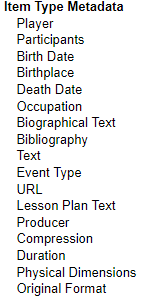 Item Type Metadata
Player
Participants
Birth Date
Birthplace
Death Date
Occupation
Biographical Text
Bibliography
Text
Event Type
URL
Lesson Plan Text
Producer
Compression
Duration
Physical Dimensions
Original Format